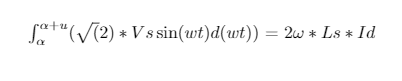 ∫_α^{α+u}(√(2) * Vs sin(wt)d(wt)) = 2ω * Ls * Id